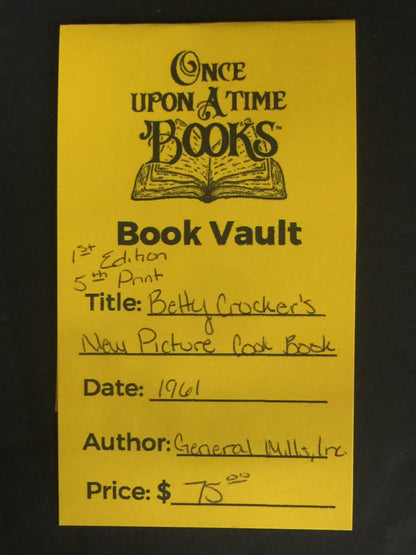 ONCE
UPON A TIME
BOOKS™
Book Vault
1st Edition
5th Print
Title: Betty Crocker's
New Picture Cook Book
Date: 1961
Author: General Mills, Inc.
Price: $ 75.00